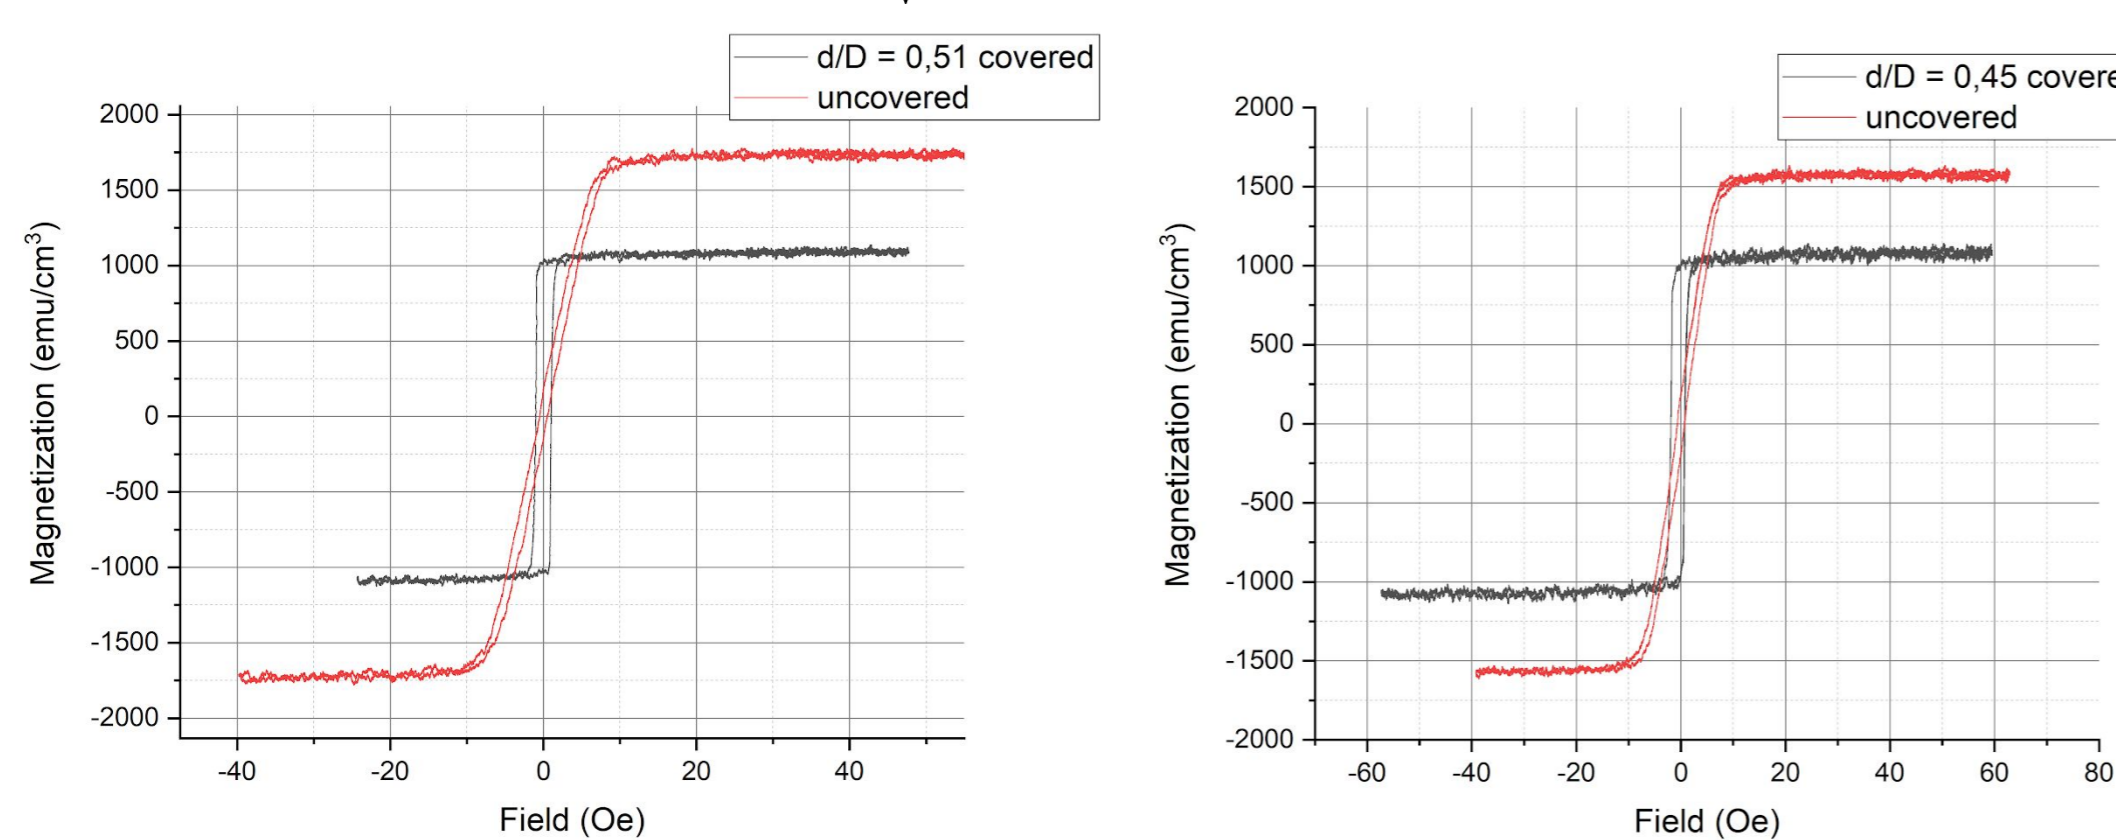 d/D = 0,51 covered
uncovered
2000
1500
1000
500
0
-500
-1000
-1500
-2000
Magnetization (emu/cm³)
-40 -20 0 20 40
Field (Oe)
d/D = 0,45 covere
uncovered
2000
1500
1000
500
0
-500
-1000
-1500
-2000
Magnetization (emu/cm³)
-60 -40 -20 0 20 40 60 80
Field (Oe)